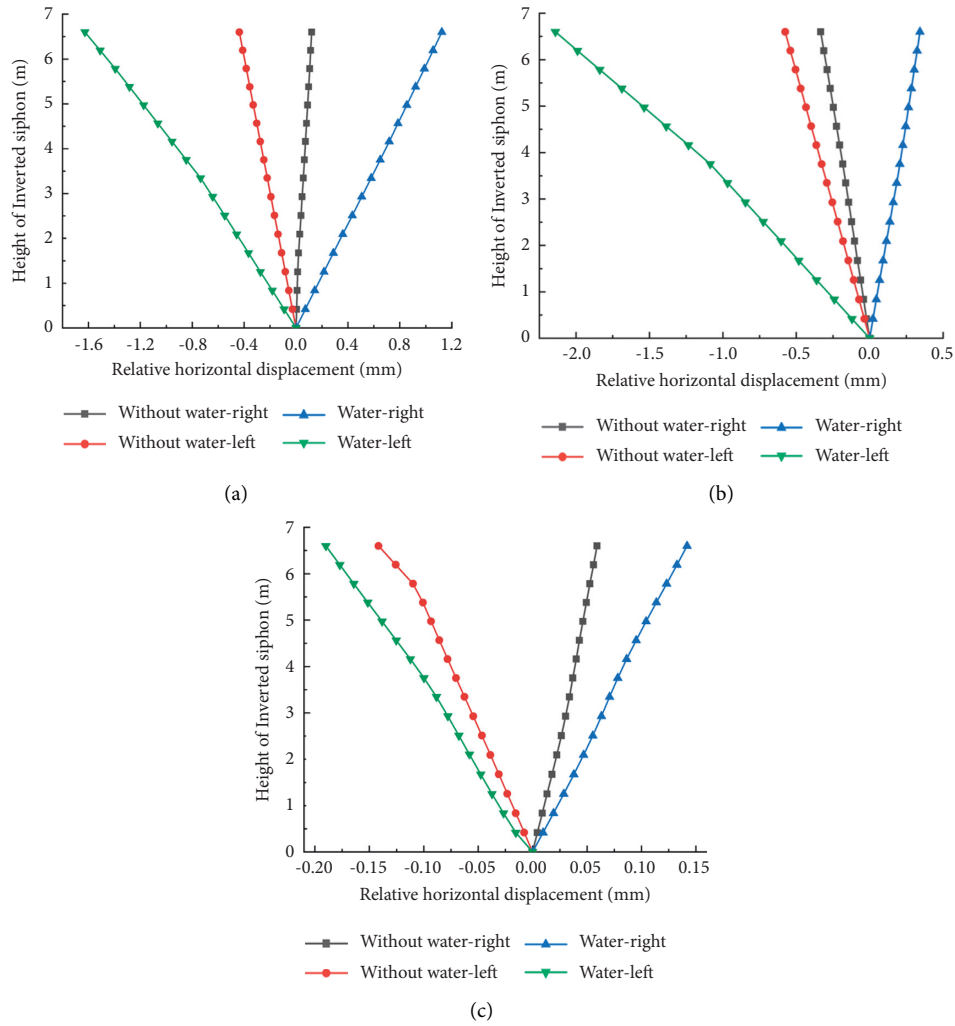 7
6
5
4
3
2
1
0
Height of Inverted siphon (m)
-1.6 -1.2 -0.8 -0.4 0.0 0.4 0.8 1.2
Relative horizontal displacement (mm)
Without water-right Water-right
Without water-left Water-left
(a)
7
6
5
4
3
2
1
0
Height of Inverted siphon (m)
-2.0 -1.5 -1.0 -0.5 0.0 0.5
Relative horizontal displacement (mm)
Without water-right Water-right
Without water-left Water-left
(b)
7
6
5
4
3
2
1
0
Height of Inverted siphon (m)
-0.20 -0.15 -0.10 -0.05 0.00 0.05 0.10 0.15
Relative horizontal displacement (mm)
Without water-right Water-right
Without water-left Water-left
(c)